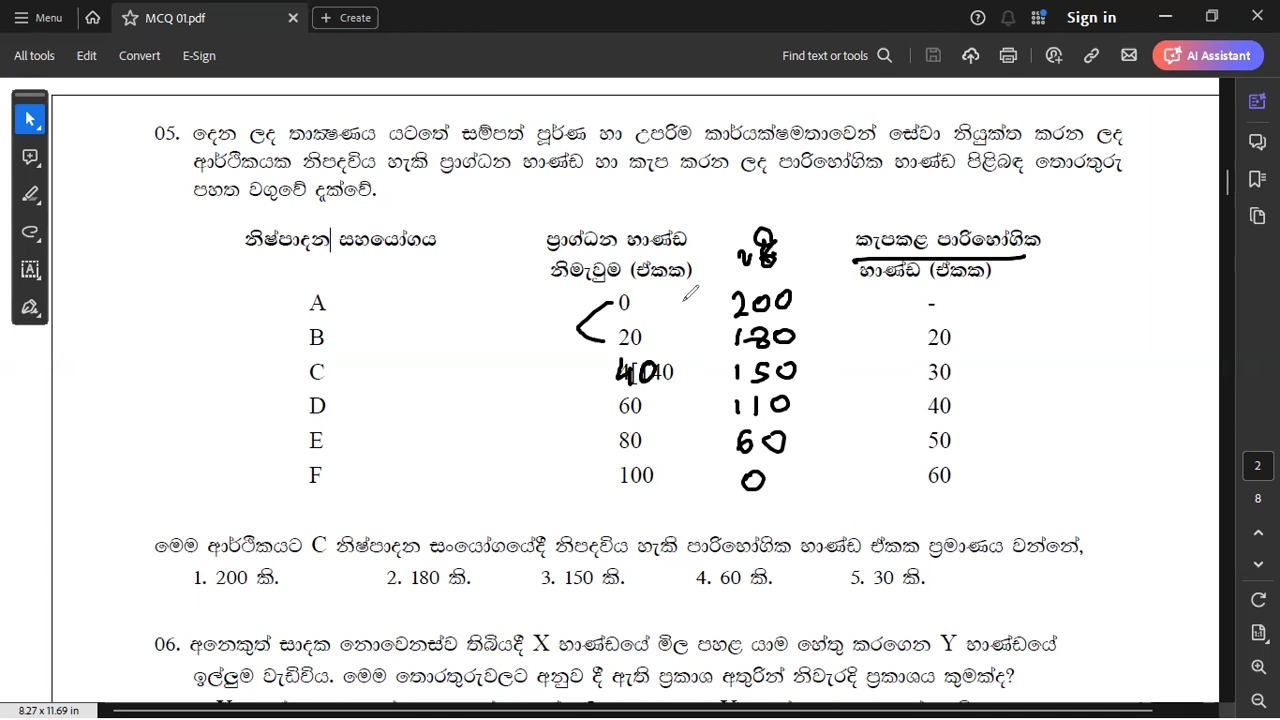 Menu
MCQ 01.pdf
Create
Sign in
All tools Edit Convert E-Sign
Find text or tools
AI Assistant
05. දෙන ලද තාක්ෂණය යටතේ සම්පත් පූර්ණ හා උපරිම කාර්යක්ෂමතාවෙන් සේවා නියුක්ත කරන ලද
ආර්ථිකයක නිපදවිය හැකි ප්‍රාග්ධන භාණ්ඩ හා කැප කරන ලද පාරිභෝගික භාණ්ඩ පිළිබඳ තොරතුරු
පහත වගුවේ දැක්වේ.
නිෂ්පාදන සහයෝගය ප්‍රාග්ධන භාණ්ඩ කැපකළ පාරිභෝගික
නිමැවුම (ඒකක) භාණ්ඩ (ඒකක)
A 0 200 -
B 20 180 20
C 40 150 30
D 60 110 40
E 80 60 50
F 100 0 60
මෙම ආර්ථිකයට C නිෂ්පාදන සංයෝගයේදී නිපදවිය හැකි පාරිභෝගික භාණ්ඩ ඒකක ප්‍රමාණය වන්නේ,
1. 200 කි. 2. 180 කි. 3. 150 කි. 4. 60 කි. 5. 30 කි.
06. අනෙකුත් සාදක නොවෙනස්ව තිබියදී X භාණ්ඩයේ මිල පහළ යාම හේතු කරගෙන Y භාණ්ඩයේ
ඉල්ලුම වැඩිවිය. මෙම තොරතුරුවලට අනුව දී ඇති ප්‍රකාශ අතුරින් නිවැරදි ප්‍රකාශය කුමක්ද?
2
8
8.27 x 11.69 in